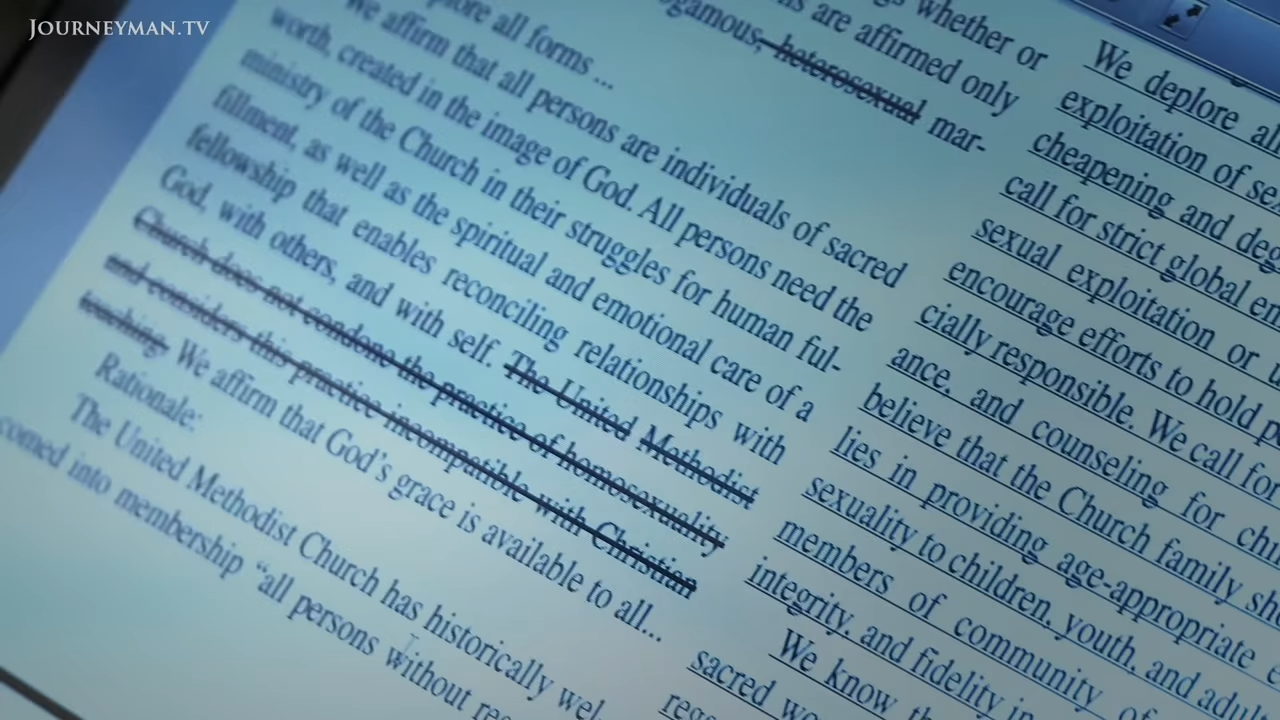 JOURNEYMAN.TV
plore all forms ...
We affirm that all persons are individuals of sacred
worth, created in the image of God. All persons need the
ministry of the Church in their struggles for human ful-
fillment, as well as the spiritual and emotional care of a
fellowship that enables reconciling relationships with
God, with others, and with self. The United Methodist
Church does not condone the practice of homosexuality
and considers this practice incompatible with Christian
teaching. We affirm that God's grace is available to all...
Rationale:
The United Methodist Church has historically wel-
comed into membership “all persons without
whether or
are affirmed only
ogamous, heterosexual mar-
We deplore all
exploitation of se
cheapening and deg
call for strict global en
sexual exploitation or
encourage efforts to hold p
cially responsible. We call for
ance, and counseling for chi
believe that the Church family sho
lies in providing age-appropriate e
sexuality to children, youth, and adul
members of community of
integrity, and fidelity in
We know th
sacred wo
rega